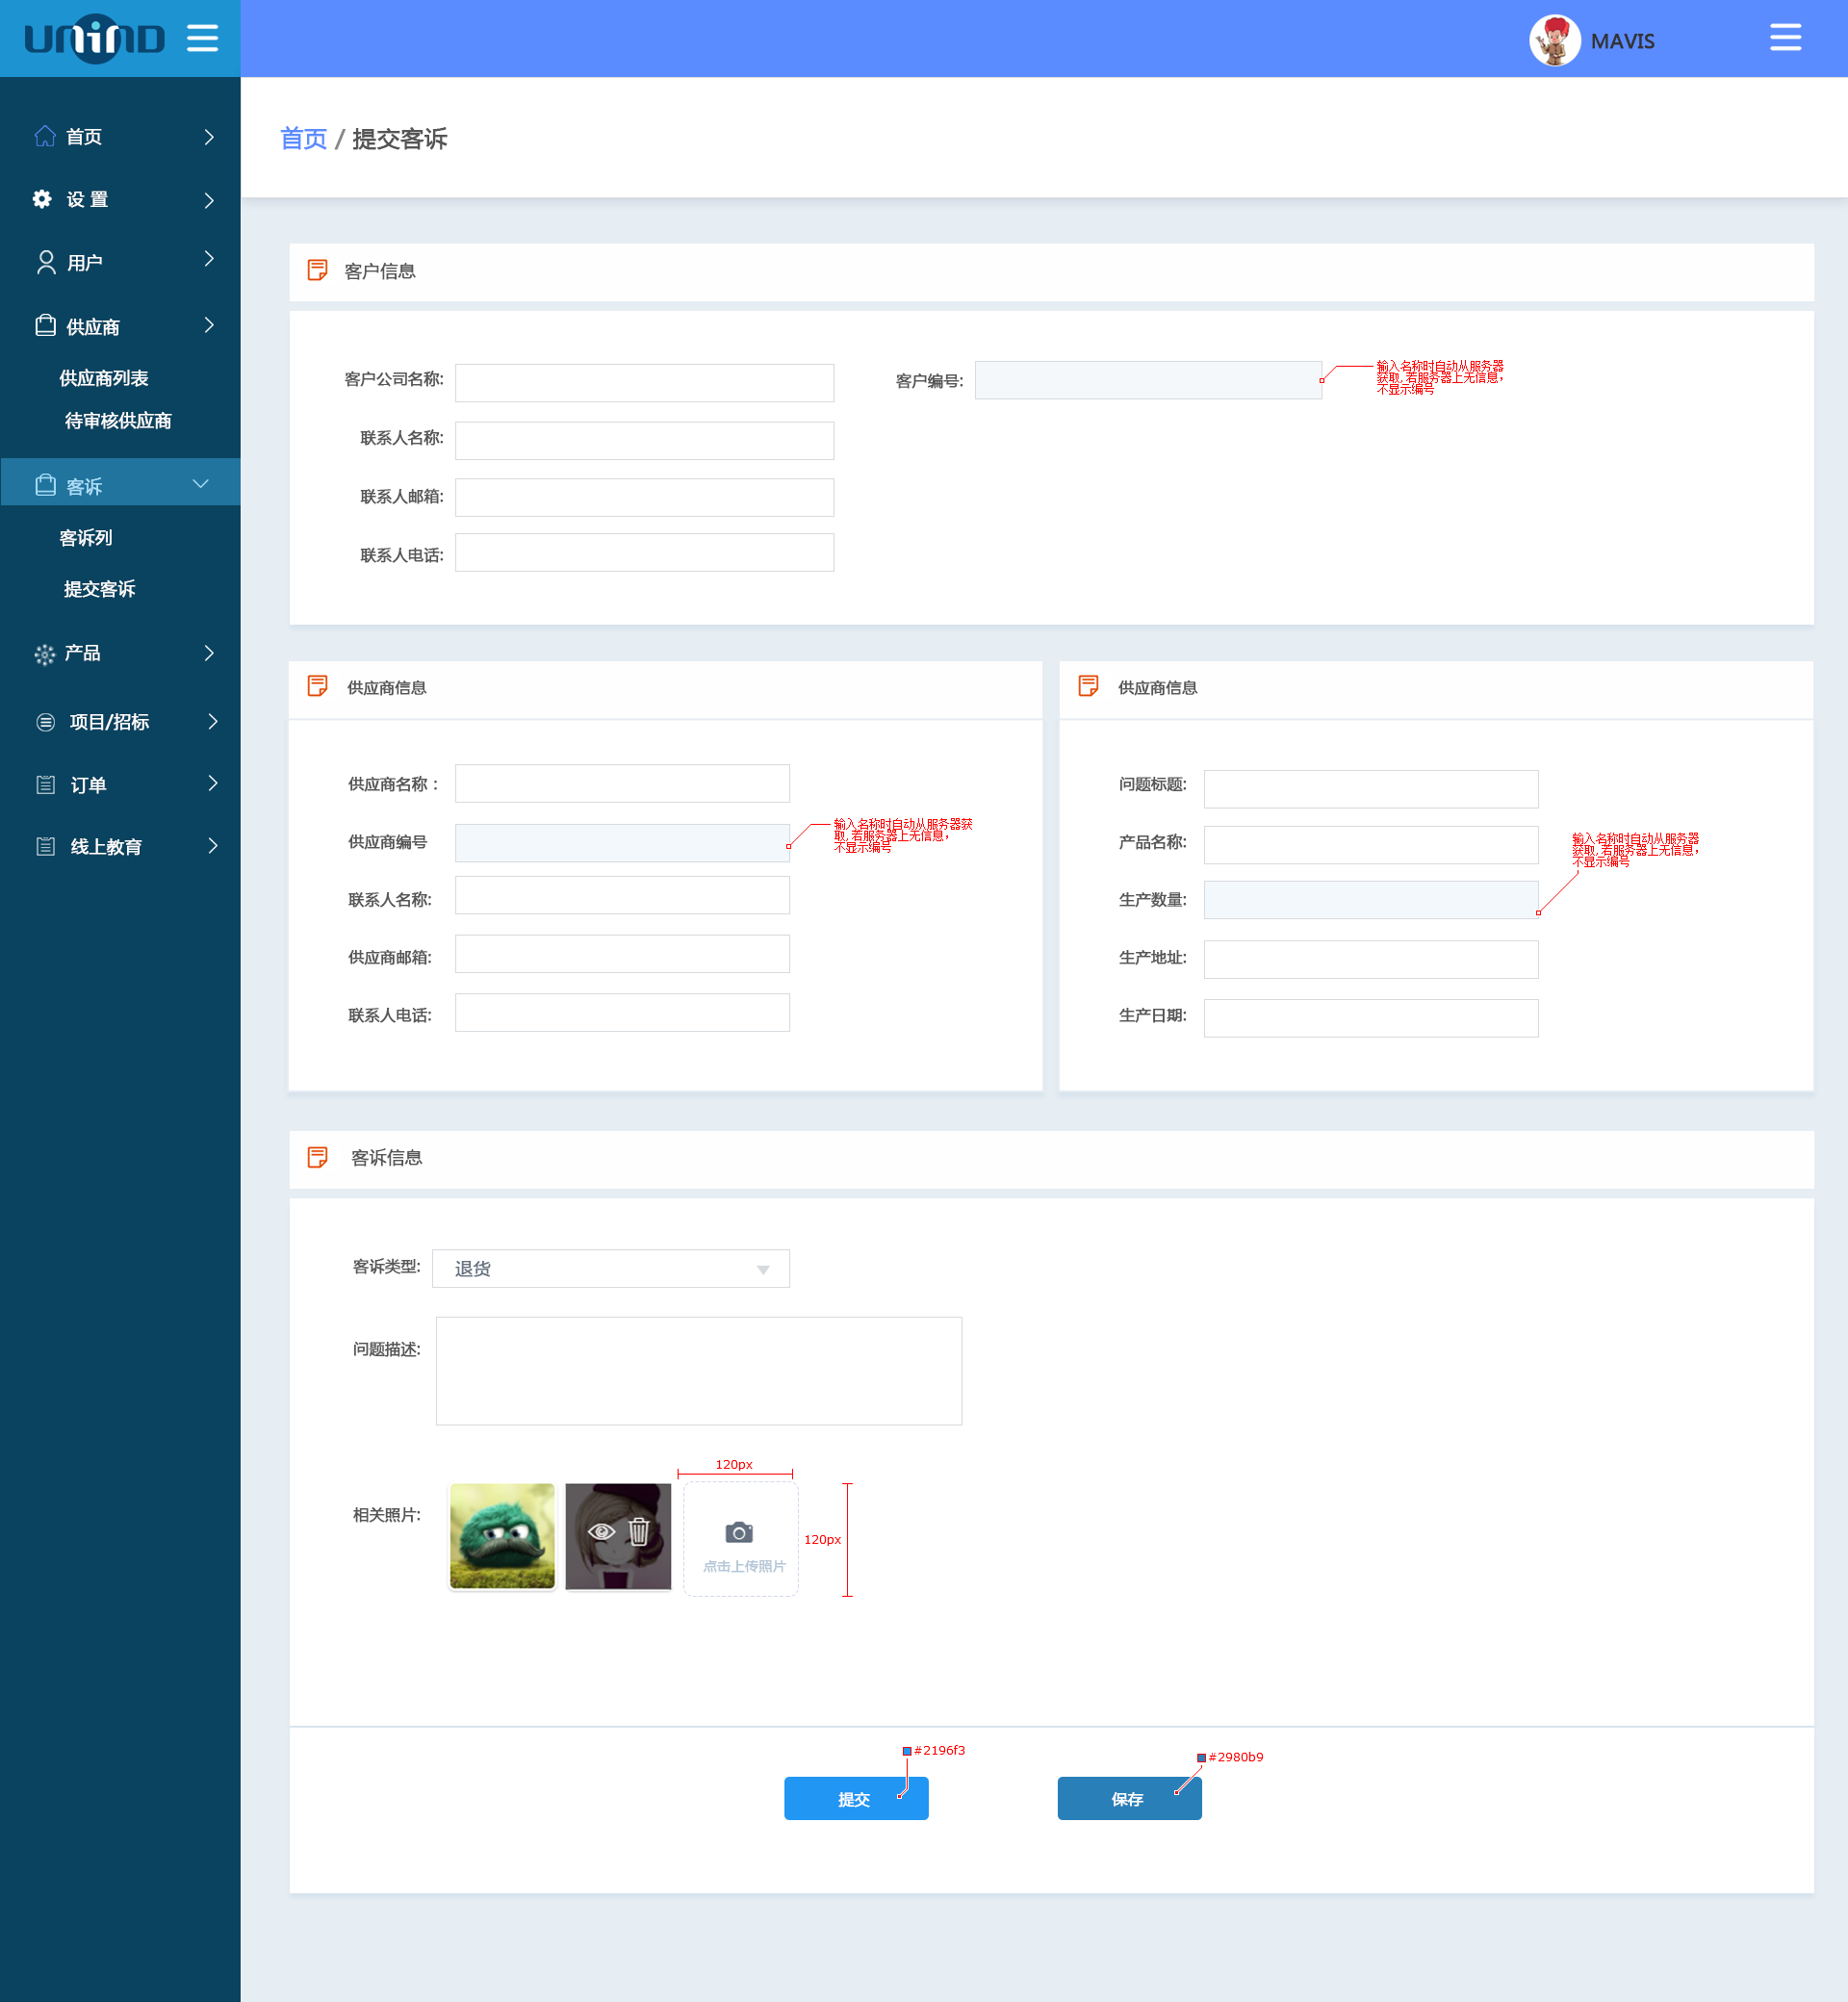 UNIND
MAVIS
首页 / 提交客诉
首页
设 置
用户
供应商
供应商列表
待审核供应商
客诉
客诉列
提交客诉
产品
项目/招标
订单
线上教育
客户信息
客户公司名称:
客户编号:
输入名称时自动从服务器
获取, 若服务器上无信息，
不显示编号
联系人名称:
联系人邮箱:
联系人电话:
供应商信息
供应商名称 :
供应商编号
输入名称时自动从服务器获
取, 若服务器上无信息，
不显示编号
联系人名称:
供应商邮箱:
联系人电话:
供应商信息
问题标题:
产品名称:
输入名称时自动从服务器
获取, 若服务器上无信息，
不显示编号
生产数量:
生产地址:
生产日期:
客诉信息
客诉类型:
退货
问题描述:
相关照片:
120px
120px
点击上传照片
#2196f3
#2980b9
提交
保存